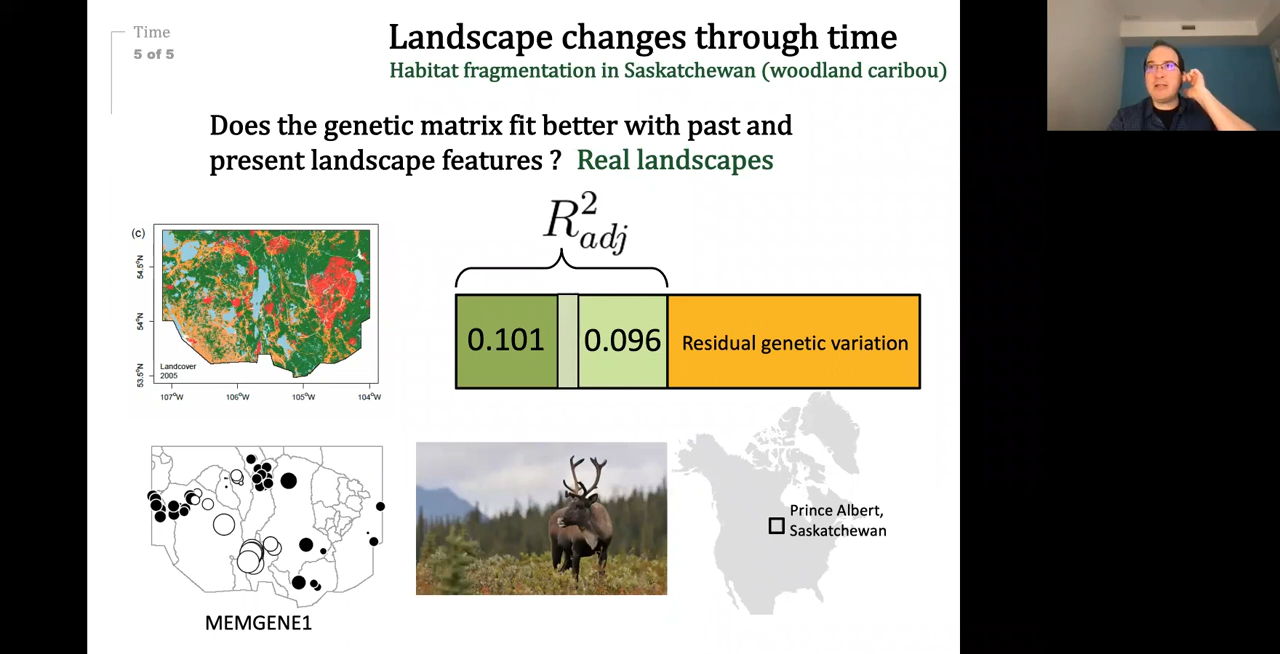 Time
5 of 5
Landscape changes through time
Habitat fragmentation in Saskatchewan (woodland caribou)
Does the genetic matrix fit better with past and
present landscape features ? Real landscapes
R²adj
(c)
54.5°N
54°N
53.5°N
Landcover
2005
107°W 106°W 105°W 104°W
0.101 0.096 Residual genetic variation
Prince Albert,
Saskatchewan
MEMGENE1